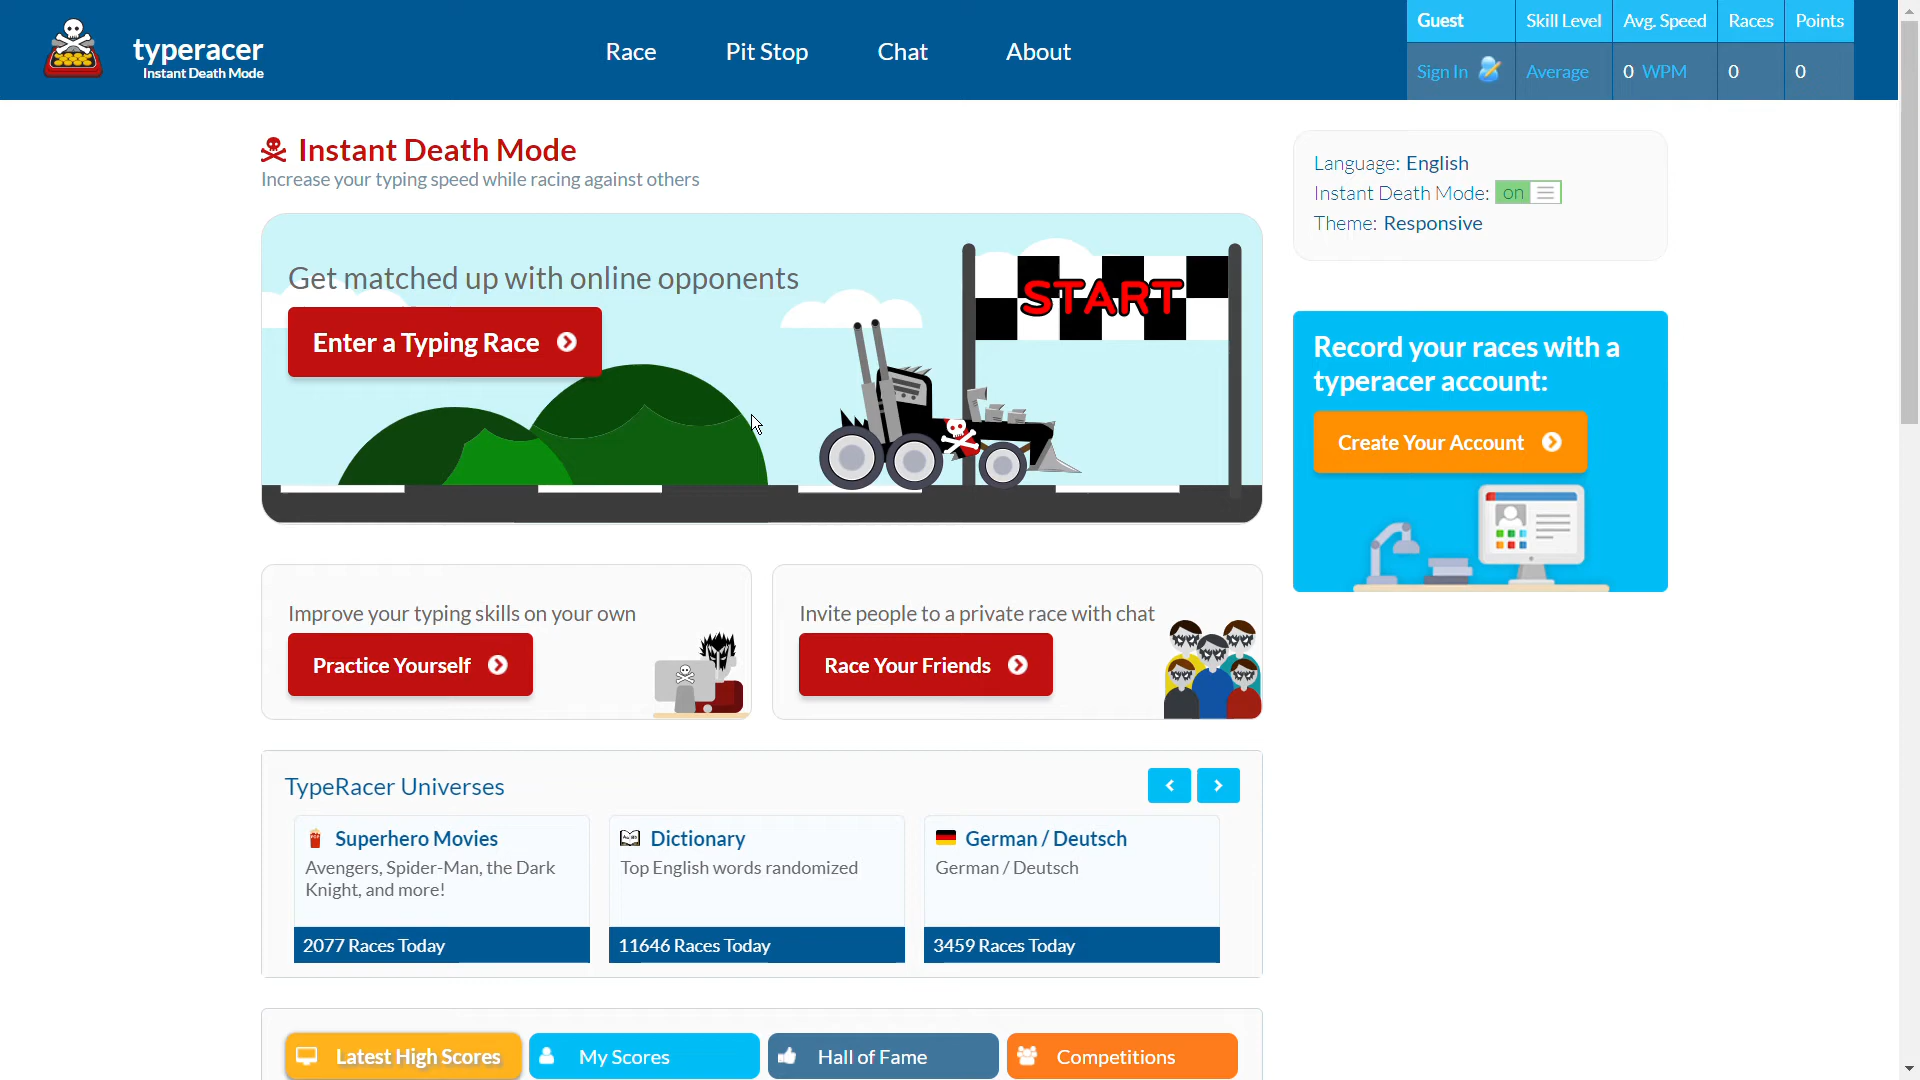 typeracer
Instant Death Mode
Race
Pit Stop
Chat
About
Guest
Skill Level
Avg. Speed
Races
Points
Sign In
Average
0 WPM
0
0
Instant Death Mode
Increase your typing speed while racing against others
Get matched up with online opponents
Enter a Typing Race
START
Language: English
Instant Death Mode: on
Theme: Responsive
Record your races with a
typeracer account:
Create Your Account
Improve your typing skills on your own
Practice Yourself
Invite people to a private race with chat
Race Your Friends
TypeRacer Universes
Superhero Movies
Avengers, Spider-Man, the Dark
Knight, and more!
2077 Races Today
Dictionary
Top English words randomized
11646 Races Today
German / Deutsch
German / Deutsch
3459 Races Today
Latest High Scores
My Scores
Hall of Fame
Competitions